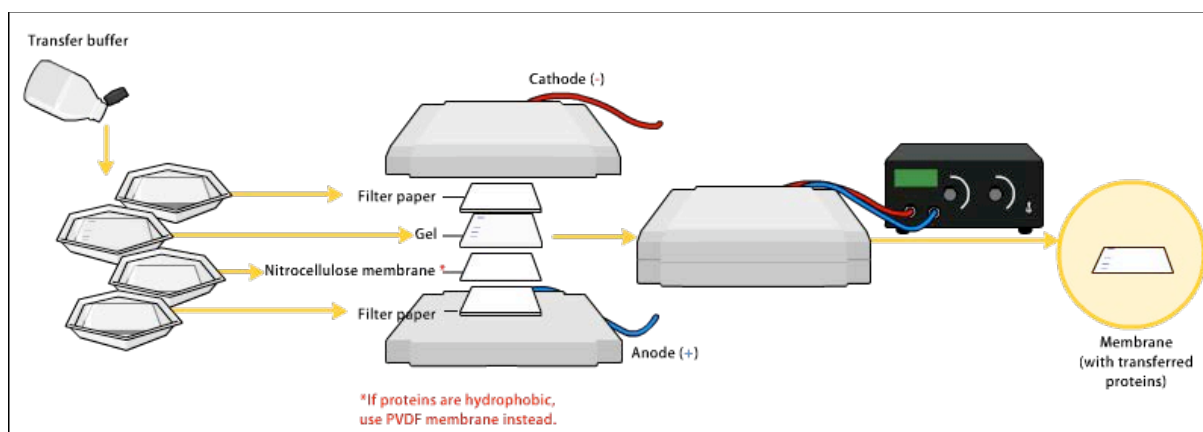 Transfer buffer
Cathode (-)
Filter paper
Gel
Nitrocellulose membrane *
Filter paper
Anode (+)
*If proteins are hydrophobic,
use PVDF membrane instead.
Membrane
(with transferred
proteins)